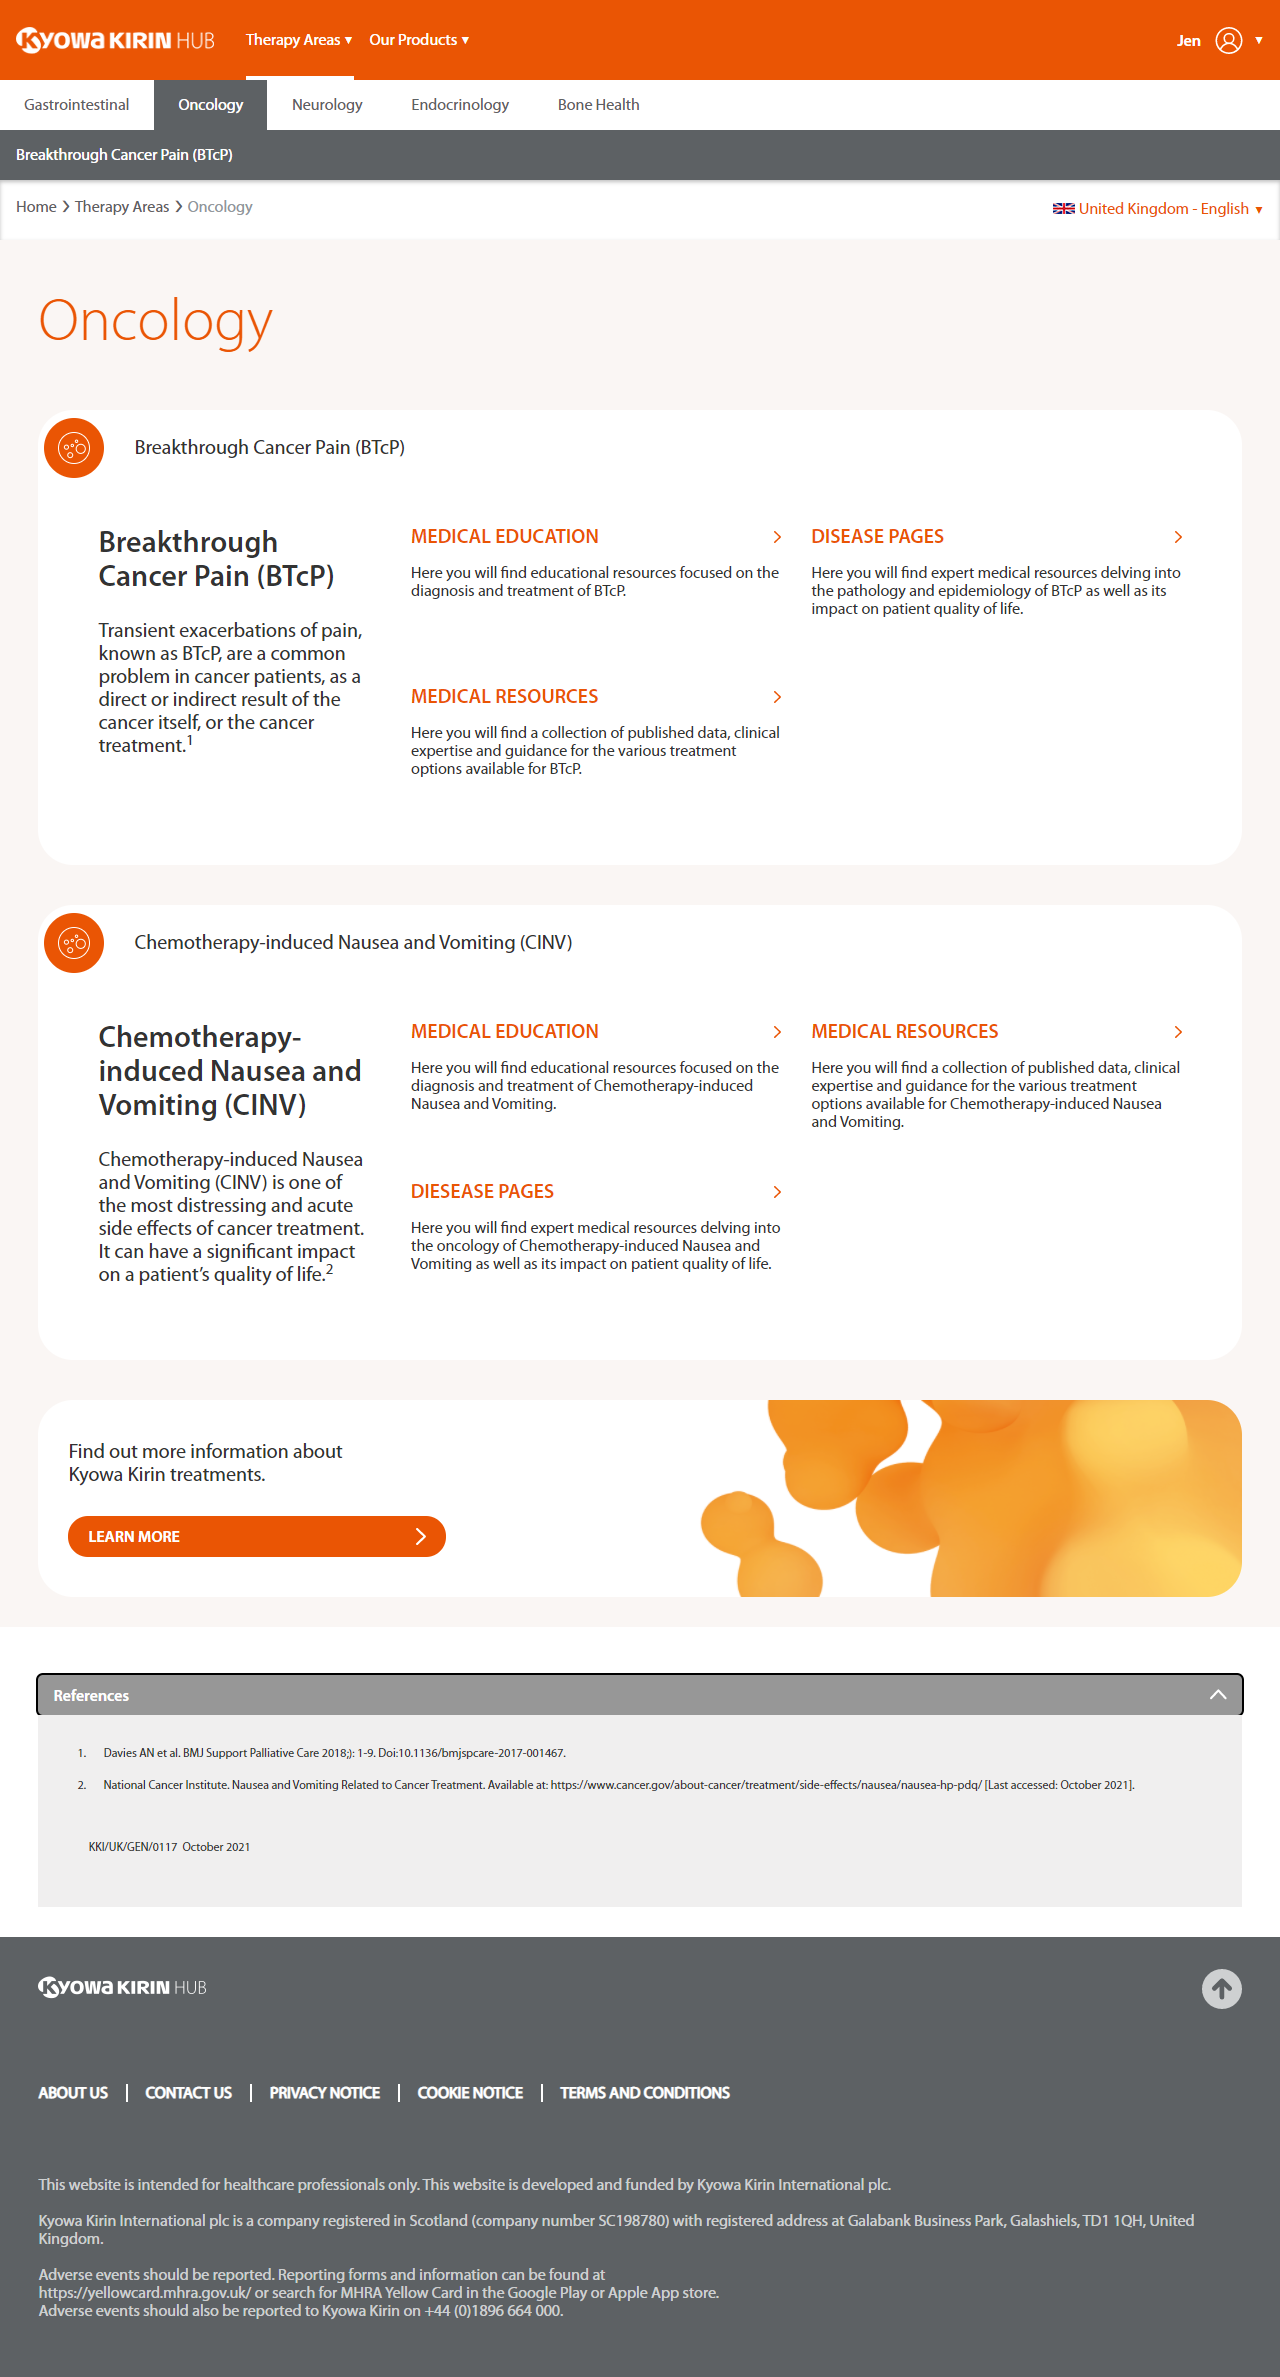 KYOWA KIRIN HUB
Therapy Areas ▼ Our Products ▼
Jen ▼
Gastrointestinal Oncology Neurology Endocrinology Bone Health
Breakthrough Cancer Pain (BTcP)
Home > Therapy Areas > Oncology
United Kingdom - English ▼
Oncology
Breakthrough Cancer Pain (BTcP)
Breakthrough
Cancer Pain (BTcP)
Transient exacerbations of pain,
known as BTcP, are a common
problem in cancer patients, as a
direct or indirect result of the
cancer itself, or the cancer
treatment.1
MEDICAL EDUCATION
Here you will find educational resources focused on the
diagnosis and treatment of BTcP.
DISEASE PAGES
Here you will find expert medical resources delving into
the pathology and epidemiology of BTcP as well as its
impact on patient quality of life.
MEDICAL RESOURCES
Here you will find a collection of published data, clinical
expertise and guidance for the various treatment
options available for BTcP.
Chemotherapy-induced Nausea and Vomiting (CINV)
Chemotherapy-
induced Nausea and
Vomiting (CINV)
Chemotherapy-induced Nausea
and Vomiting (CINV) is one of
the most distressing and acute
side effects of cancer treatment.
It can have a significant impact
on a patient’s quality of life.2
MEDICAL EDUCATION
Here you will find educational resources focused on the
diagnosis and treatment of Chemotherapy-induced
Nausea and Vomiting.
MEDICAL RESOURCES
Here you will find a collection of published data, clinical
expertise and guidance for the various treatment
options available for Chemotherapy-induced Nausea
and Vomiting.
DIESEASE PAGES
Here you will find expert medical resources delving into
the oncology of Chemotherapy-induced Nausea and
Vomiting as well as its impact on patient quality of life.
Find out more information about
Kyowa Kirin treatments.
LEARN MORE
References
1. Davies AN et al. BMJ Support Palliative Care 2018;): 1-9. Doi:10.1136/bmjspcare-2017-001467.
2. National Cancer Institute. Nausea and Vomiting Related to Cancer Treatment. Available at: https://www.cancer.gov/about-cancer/treatment/side-effects/nausea/nausea-hp-pdq/ [Last accessed: October 2021].
KKI/UK/GEN/0117 October 2021
KYOWA KIRIN HUB
ABOUT US | CONTACT US | PRIVACY NOTICE | COOKIE NOTICE | TERMS AND CONDITIONS
This website is intended for healthcare professionals only. This website is developed and funded by Kyowa Kirin International plc.
Kyowa Kirin International plc is a company registered in Scotland (company number SC198780) with registered address at Galabank Business Park, Galashiels, TD1 1QH, United
Kingdom.
Adverse events should be reported. Reporting forms and information can be found at
https://yellowcard.mhra.gov.uk/ or search for MHRA Yellow Card in the Google Play or Apple App store.
Adverse events should also be reported to Kyowa Kirin on +44 (0)1896 664 000.